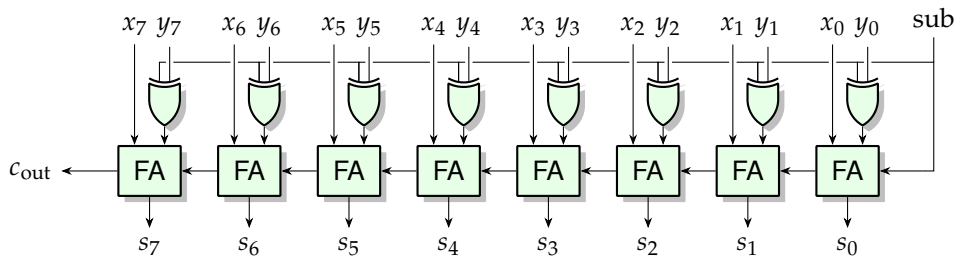 x₇ y₇ x₆ y₆ x₅ y₅ x₄ y₄ x₃ y₃ x₂ y₂ x₁ y₁ x₀ y₀ sub
c_out FA FA FA FA FA FA FA FA
s₇ s₆ s₅ s₄ s₃ s₂ s₁ s₀